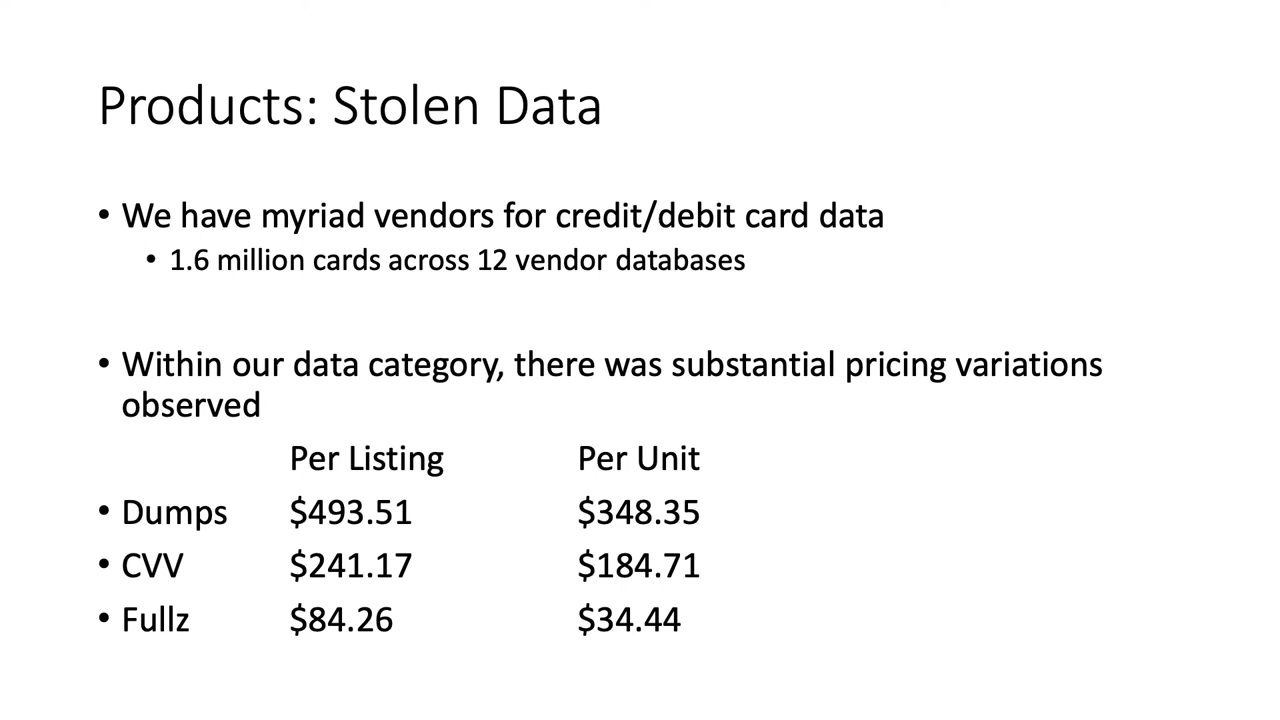 Products: Stolen Data
• We have myriad vendors for credit/debit card data
• 1.6 million cards across 12 vendor databases
• Within our data category, there was substantial pricing variations
observed
Per Listing Per Unit
• Dumps $493.51 $348.35
• CVV $241.17 $184.71
• Fullz $84.26 $34.44